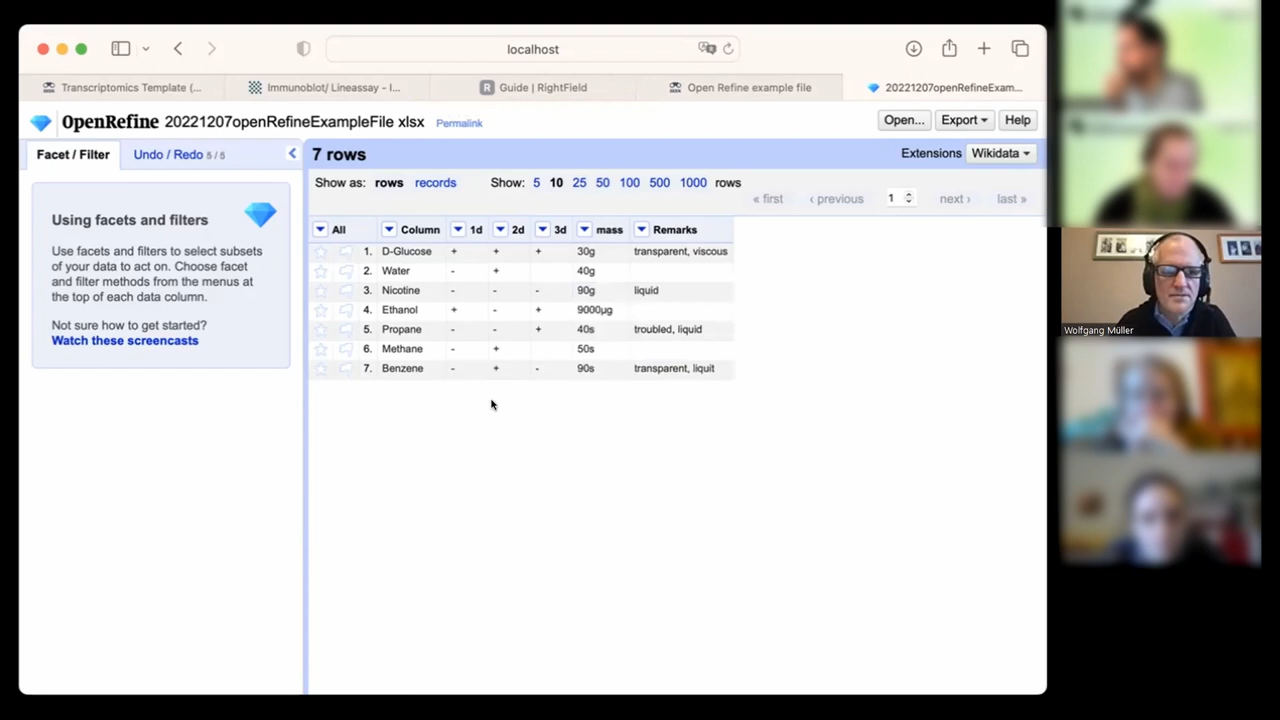 localhost
Transcriptomics Template (...
Immunoblot/ Lineassay - I...
Guide | RightField
Open Refine example file
20221207openRefineExam...
OpenRefine 20221207openRefineExampleFile xlsx Permalink
Open... Export Help
Facet / Filter Undo / Redo 5 / 5
7 rows
Extensions Wikidata
Show as: rows records Show: 5 10 25 50 100 500 1000 rows
« first ‹ previous 1 next › last »
Using facets and filters
Use facets and filters to select subsets
of your data to act on. Choose facet
and filter methods from the menus at
the top of each data column.
Not sure how to get started?
Watch these screencasts
All Column 1d 2d 3d mass Remarks
1. D-Glucose + + + 30g transparent, viscous
2. Water - + 40g
3. Nicotine - - - 90g liquid
4. Ethanol + - + 9000µg
5. Propane - - + 40s troubled, liquid
6. Methane - + 50s
7. Benzene - + - 90s transparent, liquit
Wolfgang Müller